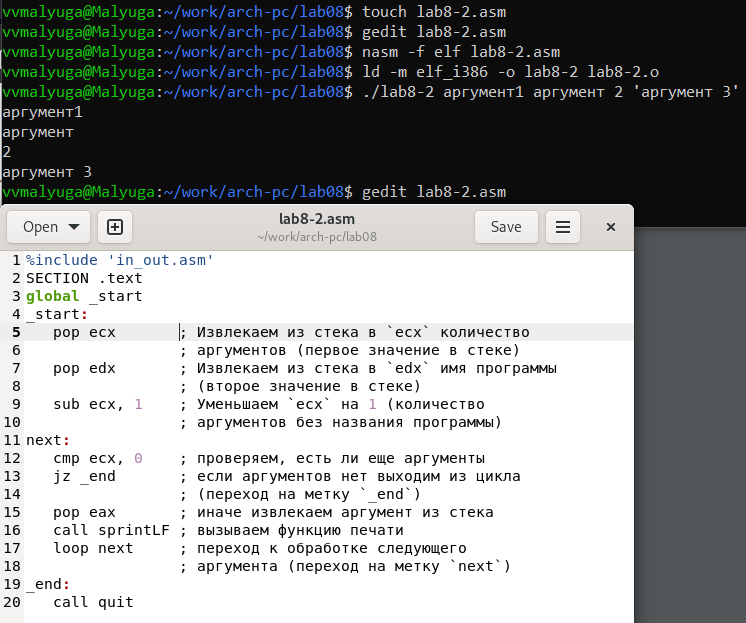 vvmalyuga@Malyuga:~/work/arch-pc/lab08$ touch lab8-2.asm
vvmalyuga@Malyuga:~/work/arch-pc/lab08$ gedit lab8-2.asm
vvmalyuga@Malyuga:~/work/arch-pc/lab08$ nasm -f elf lab8-2.asm
vvmalyuga@Malyuga:~/work/arch-pc/lab08$ ld -m elf_i386 -o lab8-2 lab8-2.o
vvmalyuga@Malyuga:~/work/arch-pc/lab08$ ./lab8-2 аргумент1 аргумент 2 'аргумент 3'
аргумент1
аргумент
2
аргумент 3
vvmalyuga@Malyuga:~/work/arch-pc/lab08$ gedit lab8-2.asm
Open lab8-2.asm Save
~/work/arch-pc/lab08
1 %include 'in_out.asm'
2 SECTION .text
3 global _start
4 _start:
5    pop ecx       ; Извлекаем из стека в `ecx` количество
6                  ; аргументов (первое значение в стеке)
7    pop edx       ; Извлекаем из стека в `edx` имя программы
8                  ; (второе значение в стеке)
9    sub ecx, 1    ; Уменьшаем `ecx` на 1 (количество
10                  ; аргументов без названия программы)
11 next:
12    cmp ecx, 0    ; проверяем, есть ли еще аргументы
13    jz _end       ; если аргументов нет выходим из цикла
14                  ; (переход на метку `_end`)
15    pop eax       ; иначе извлекаем аргумент из стека
16    call sprintLF ; вызываем функцию печати
17    loop next     ; переход к обработке следующего
18                  ; аргумента (переход на метку `next`)
19 _end:
20    call quit